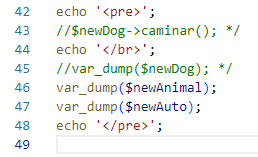 42 echo '<pre>';
43 //$newDog->caminar(); */
44 echo '</br>';
45 //var_dump($newDog); */
46 var_dump($newAnimal);
47 var_dump($newAuto);
48 echo '</pre>';
49